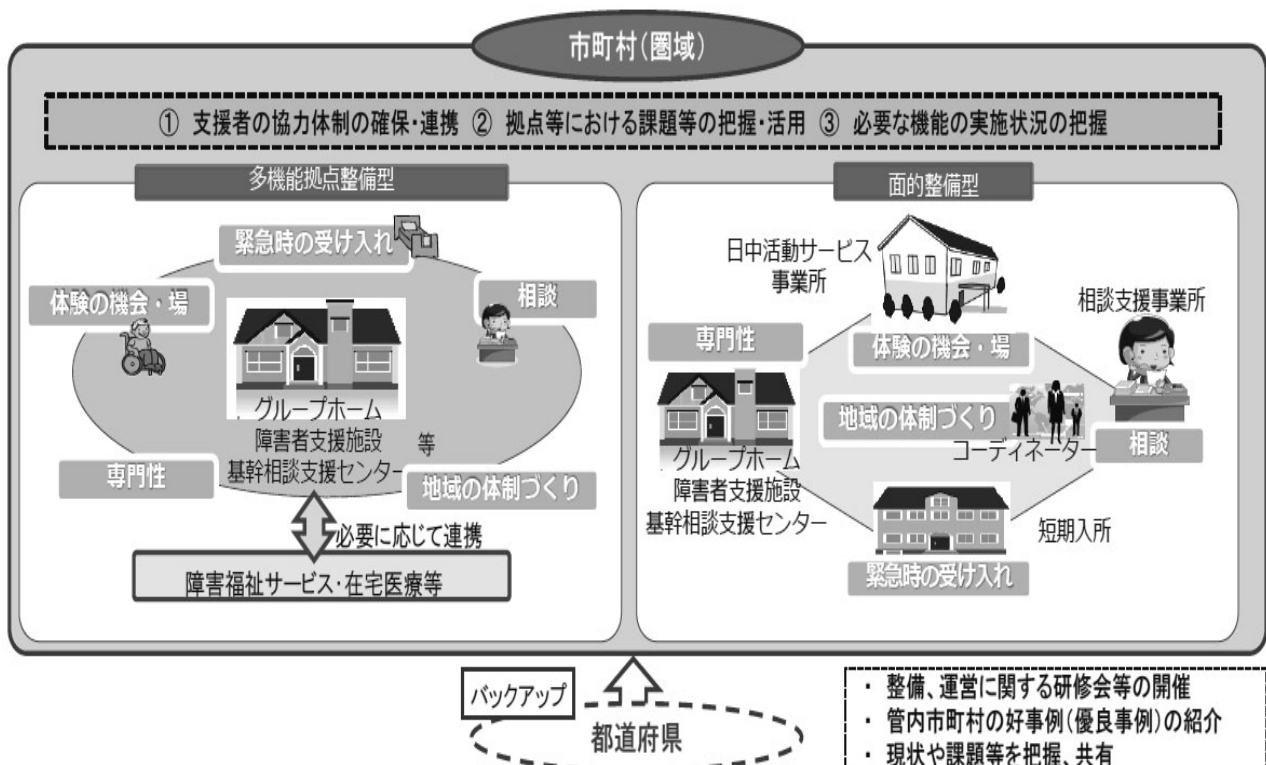 市町村(圏域)
① 支援者の協力体制の確保・連携 ② 拠点等における課題等の把握・活用 ③ 必要な機能の実施状況の把握
多機能拠点整備型
緊急時の受け入れ
体験の機会・場
相談
グループホーム
障害者支援施設 等
基幹相談支援センター
専門性
地域の体制づくり
必要に応じて連携
障害福祉サービス・在宅医療等
面的整備型
日中活動サービス
事業所
相談支援事業所
専門性
体験の機会・場
地域の体制づくり
コーディネーター
相談
グループホーム
障害者支援施設
基幹相談支援センター
短期入所
緊急時の受け入れ
バックアップ
都道府県
・ 整備、運営に関する研修会等の開催
・ 管内市町村の好事例(優良事例)の紹介
・ 現状や課題等を把握、共有